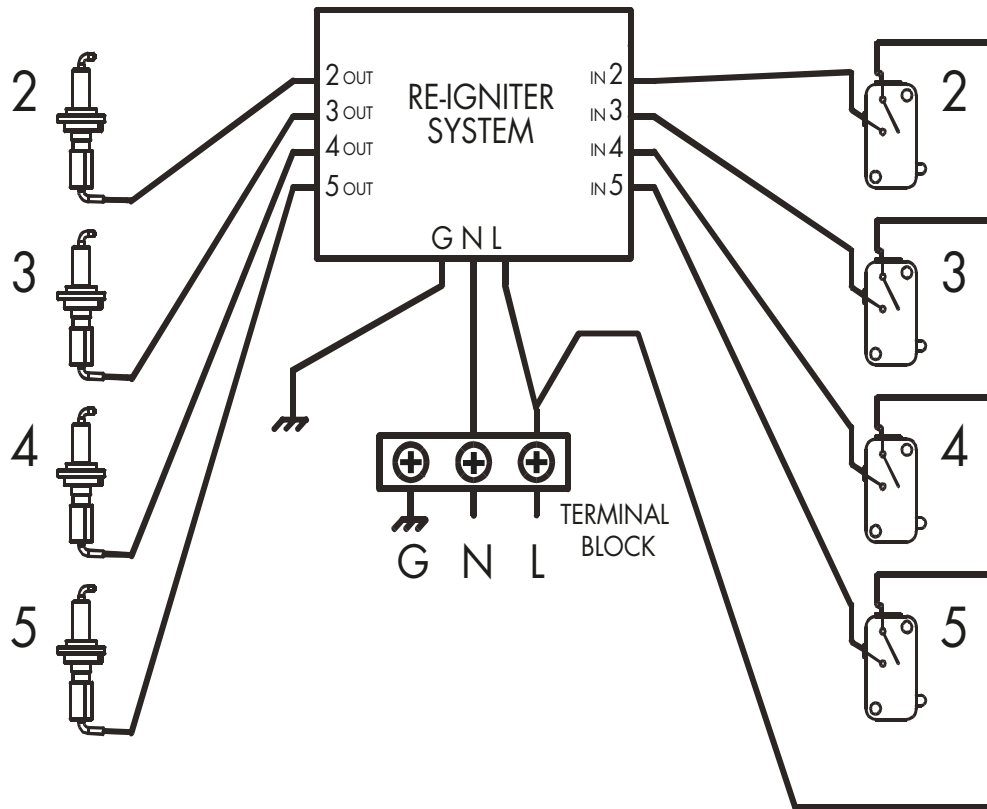 2
3
4
5
RE-IGNITER
SYSTEM
2 OUT
3 OUT
4 OUT
5 OUT
IN 2
IN 3
IN 4
IN 5
G N L
TERMINAL
BLOCK
G N L
2
3
4
5